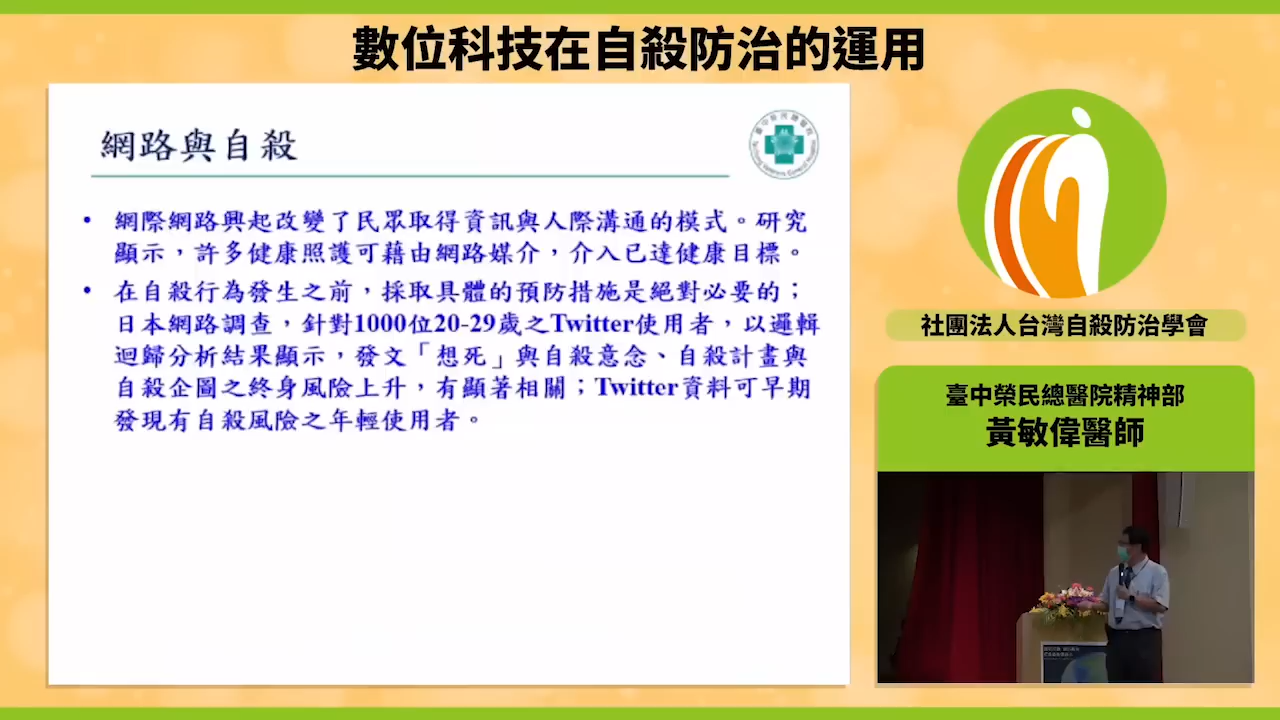 數位科技在自殺防治的運用
網路與自殺
• 網際網路興起改變了民眾取得資訊與人際溝通的模式。研究
顯示，許多健康照護可藉由網路媒介，介入已達健康目標。
• 在自殺行為發生之前，採取具體的預防措施是絕對必要的；
日本網路調查，針對1000位20-29歲之Twitter使用者，以邏輯
迴歸分析結果顯示，發文「想死」與自殺意念、自殺計畫與
自殺企圖之終身風險上升，有顯著相關；Twitter資料可早期
發現有自殺風險之年輕使用者。
社團法人台灣自殺防治學會
臺中榮民總醫院精神部
黃敏偉醫師